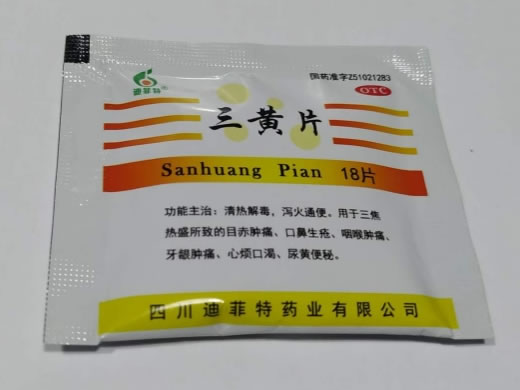 迪菲特®
国药准字Z51021283
OTC
三黄片
Sanhuang Pian 18片
功能主治：清热解毒，泻火通便。用于三焦
热盛所致的目赤肿痛、口鼻生疮、咽喉肿痛、
牙龈肿痛、心烦口渴、尿黄便秘。
四川迪菲特药业有限公司